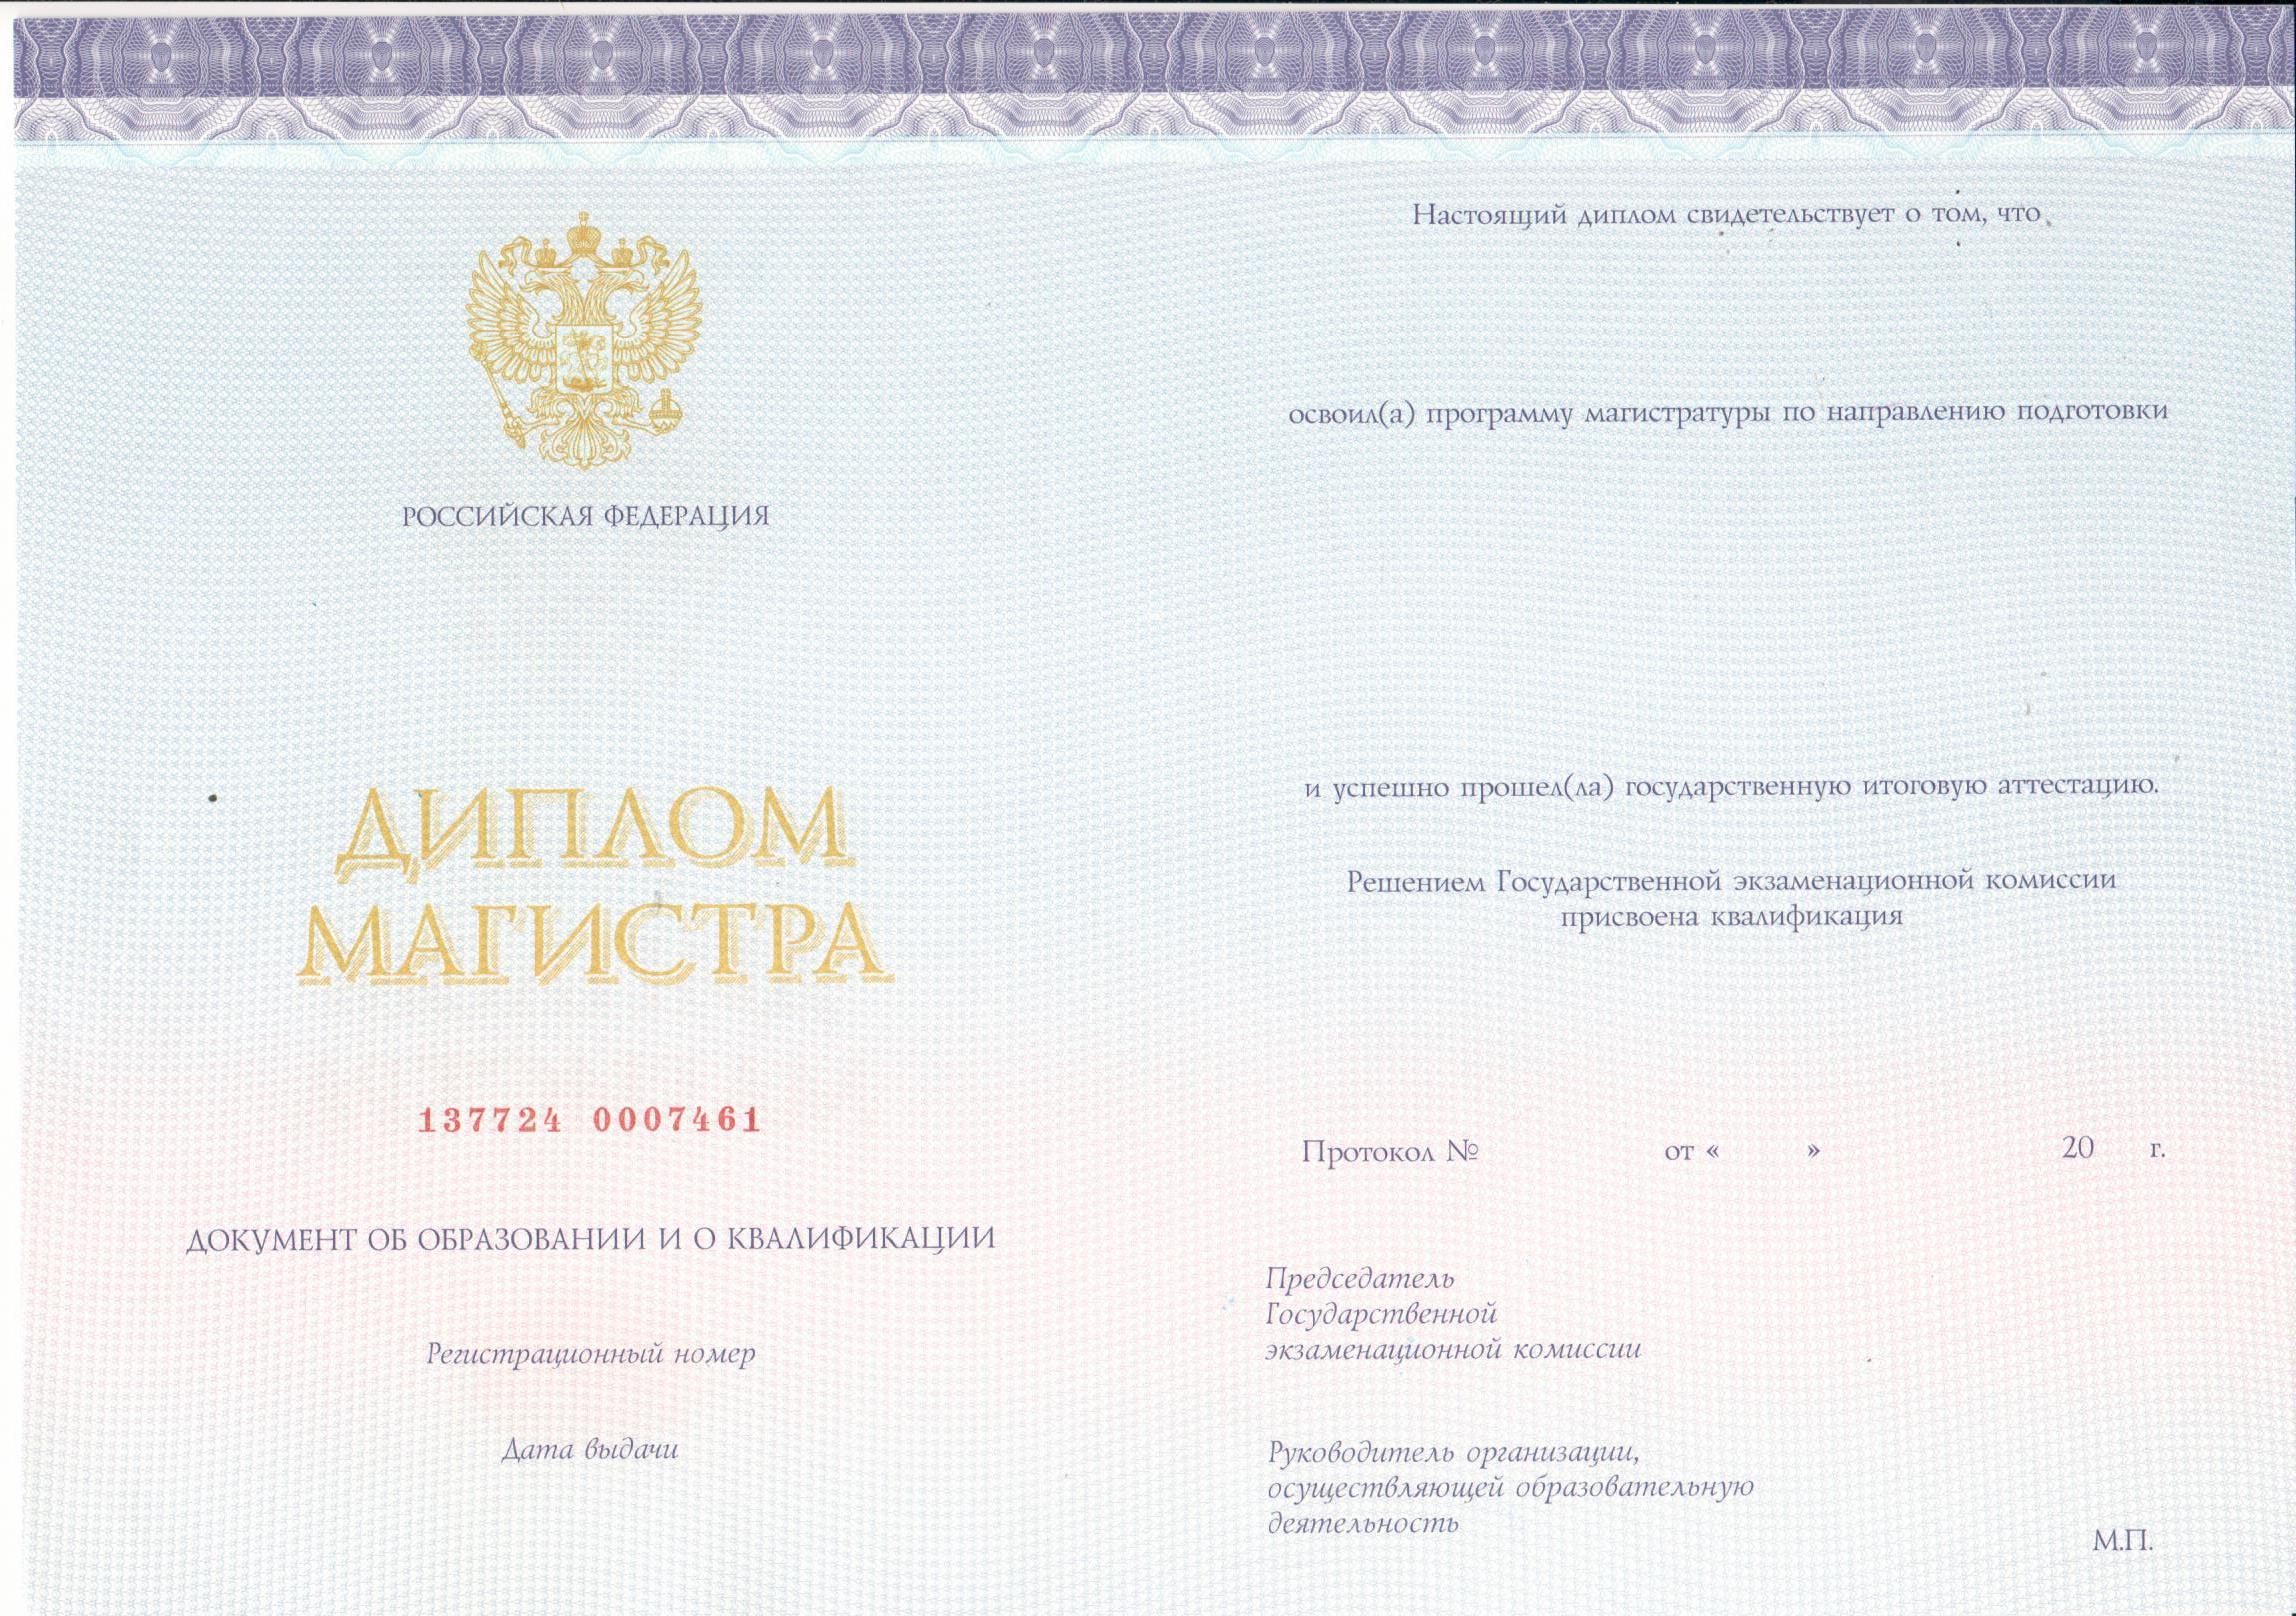 РОССИЙСКАЯ ФЕДЕРАЦИЯ
ДИПЛОМ
МАГИСТРА
137724 0007461
ДОКУМЕНТ ОБ ОБРАЗОВАНИИ И О КВАЛИФИКАЦИИ
Регистрационный номер
Дата выдачи
Настоящий диплом свидетельствует о том, что
освоил(а) программу магистратуры по направлению подготовки
и успешно прошел(ла) государственную итоговую аттестацию.
Решением Государственной экзаменационной комиссии
присвоена квалификация
Протокол № от « » 20 г.
Председатель
Государственной
экзаменационной комиссии
Руководитель организации,
осуществляющей образовательную
деятельность
М.П.